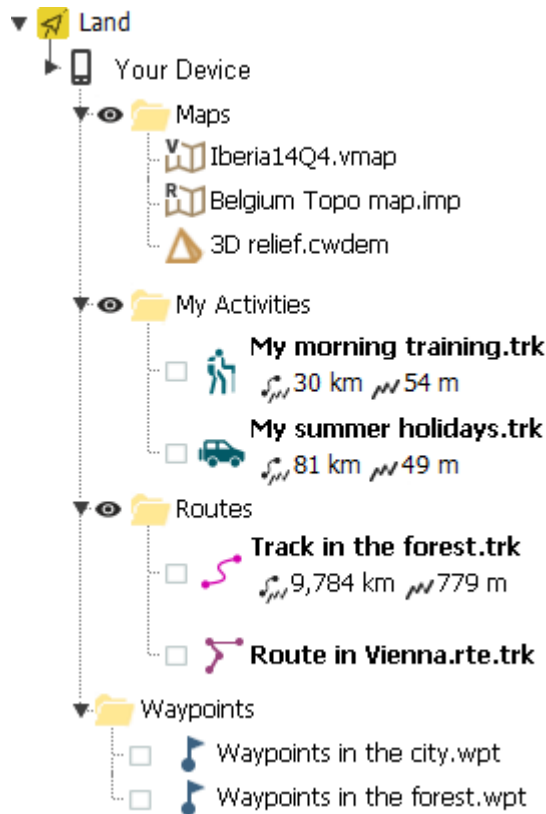 Land
Your Device
Maps
V Iberia14Q4.vmap
R Belgium Topo map.imp
3D relief.cwdem
My Activities
My morning training.trk
30 km 54 m
My summer holidays.trk
81 km 49 m
Routes
Track in the forest.trk
9,784 km 779 m
Route in Vienna.rte.trk
Waypoints
Waypoints in the city.wpt
Waypoints in the forest.wpt